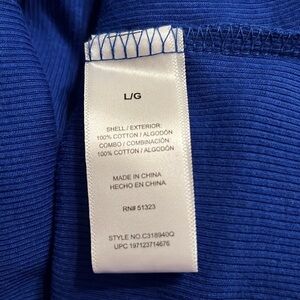 L/G
SHELL / EXTERIOR:
100% COTTON / ALGODÓN
COMBO / COMBINACIÓN:
100% COTTON / ALGODÓN
MADE IN CHINA
HECHO EN CHINA
RN# 51323
STYLE NO.C318940Q
UPC 197123714676